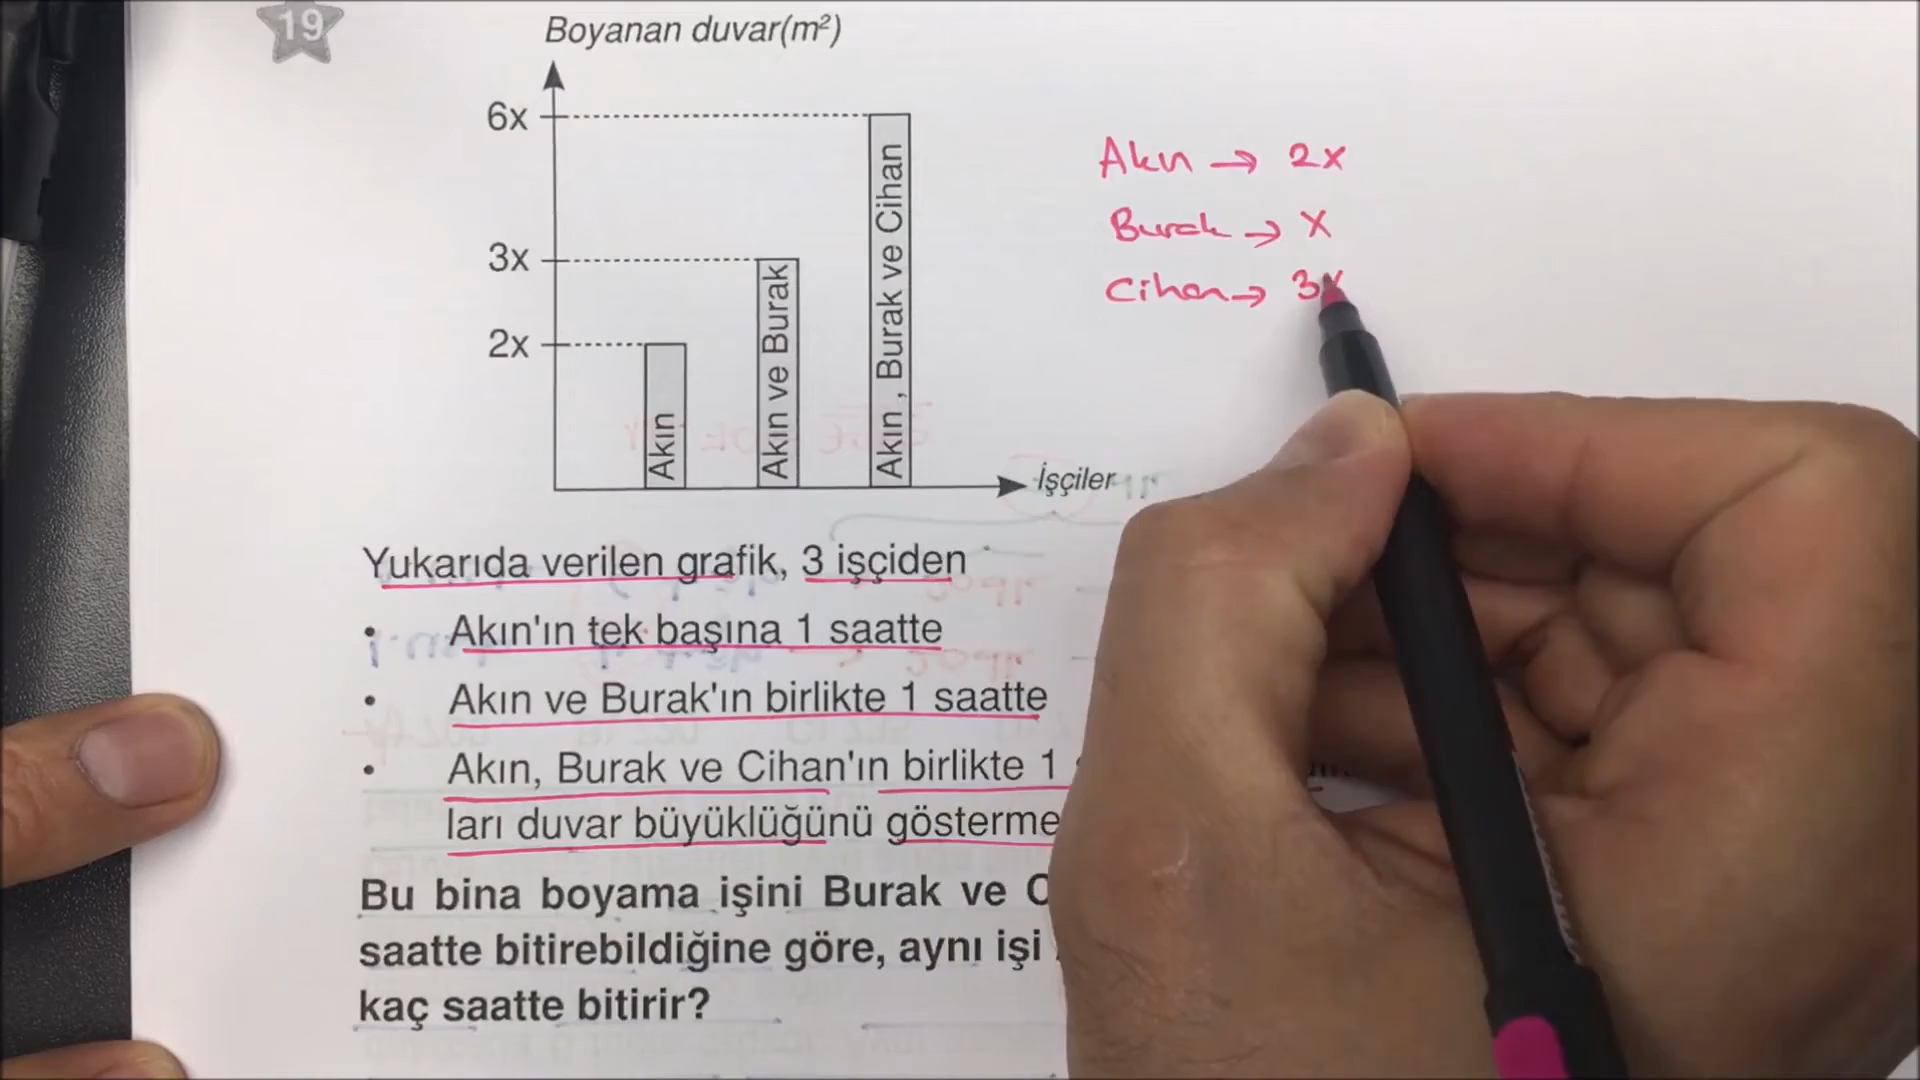 19
Boyanan duvar(m²)
6x
3x
2x
Akın
Akın ve Burak
Akın , Burak ve Cihan
İşçiler
Akın → 2x
Burak → x
Cihan → 3x
Yukarıda verilen grafik, 3 işçiden
• Akın'ın tek başına 1 saatte
• Akın ve Burak'ın birlikte 1 saatte
• Akın, Burak ve Cihan'ın birlikte 1
ları duvar büyüklüğünü gösterme
Bu bina boyama işini Burak ve C
saatte bitirebildiğine göre, aynı işi
kaç saatte bitirir?